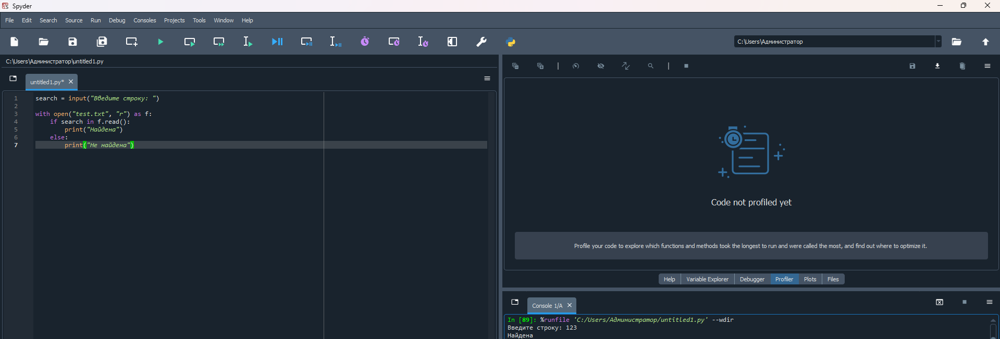 Spyder
File Edit Search Source Run Debug Consoles Projects Tools Window Help
C:\Users\Администратор
C:\Users\Администратор\untitled1.py
untitled1.py*
1 search = input("Введите строку: ")
2
3 with open("test.txt", "r") as f:
4     if search in f.read():
5         print("Найдена")
6     else:
7         print("Не найдена")
Code not profiled yet
Profile your code to explore which functions and methods took the longest to run and were called the most, and find out where to optimize it.
Help Variable Explorer Debugger Profiler Plots Files
Console 1/A
In [89]: %runfile 'C:/Users/Администратор/untitled1.py' --wdir
Введите строку: 123
Найдена